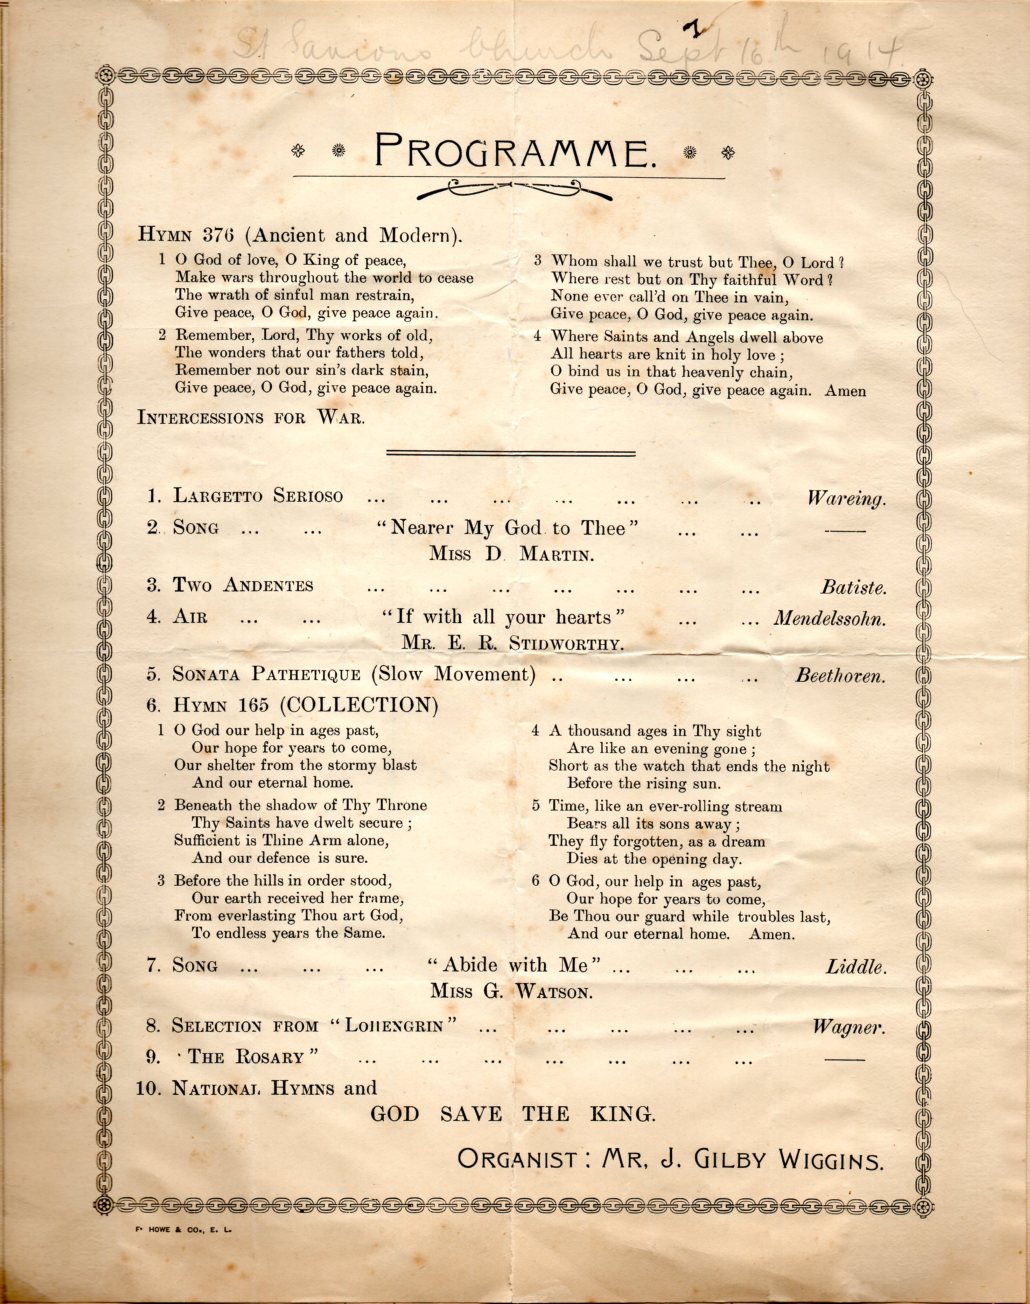 St Saviours Church Sept 16th 1914.
PROGRAMME.
HYMN 376 (Ancient and Modern).
1 O God of love, O King of peace,
Make wars throughout the world to cease
The wrath of sinful man restrain,
Give peace, O God, give peace again.
2 Remember, Lord, Thy works of old,
The wonders that our fathers told,
Remember not our sin's dark stain,
Give peace, O God, give peace again.
3 Whom shall we trust but Thee, O Lord?
Where rest but on Thy faithful Word?
None ever call'd on Thee in vain,
Give peace, O God, give peace again.
4 Where Saints and Angels dwell above
All hearts are knit in holy love;
O bind us in that heavenly chain,
Give peace, O God, give peace again. Amen
INTERCESSIONS FOR WAR.
1. LARGETTO SERIOSO ... ... ... ... ... ... .. Wareing.
2. SONG ... ... "Nearer My God to Thee" ... ... ——
MISS D. MARTIN.
3. TWO ANDENTES ... ... ... ... ... ... ... Batiste.
4. AIR ... ... "If with all your hearts" ... ... Mendelssohn.
MR. E. R. STIDWORTHY.
5. SONATA PATHETIQUE (Slow Movement) .. ... ... ... Beethoven.
6. HYMN 165 (COLLECTION)
1 O God our help in ages past,
Our hope for years to come,
Our shelter from the stormy blast
And our eternal home.
2 Beneath the shadow of Thy Throne
Thy Saints have dwelt secure;
Sufficient is Thine Arm alone,
And our defence is sure.
3 Before the hills in order stood,
Our earth received her frame,
From everlasting Thou art God,
To endless years the Same.
4 A thousand ages in Thy sight
Are like an evening gone;
Short as the watch that ends the night
Before the rising sun.
5 Time, like an ever-rolling stream
Bears all its sons away;
They fly forgotten, as a dream
Dies at the opening day.
6 O God, our help in ages past,
Our hope for years to come,
Be Thou our guard while troubles last,
And our eternal home. Amen.
7. SONG ... ... ... "Abide with Me" ... ... ... Liddle.
MISS G. WATSON.
8. SELECTION FROM "LOHENGRIN" ... ... ... ... ... Wagner.
9. ' THE ROSARY" ... ... ... ... ... ... ... ——
10. NATIONAL HYMNS and
GOD SAVE THE KING.
ORGANIST: MR, J. GILBY WIGGINS.
F. HOWE & CO., E. L.